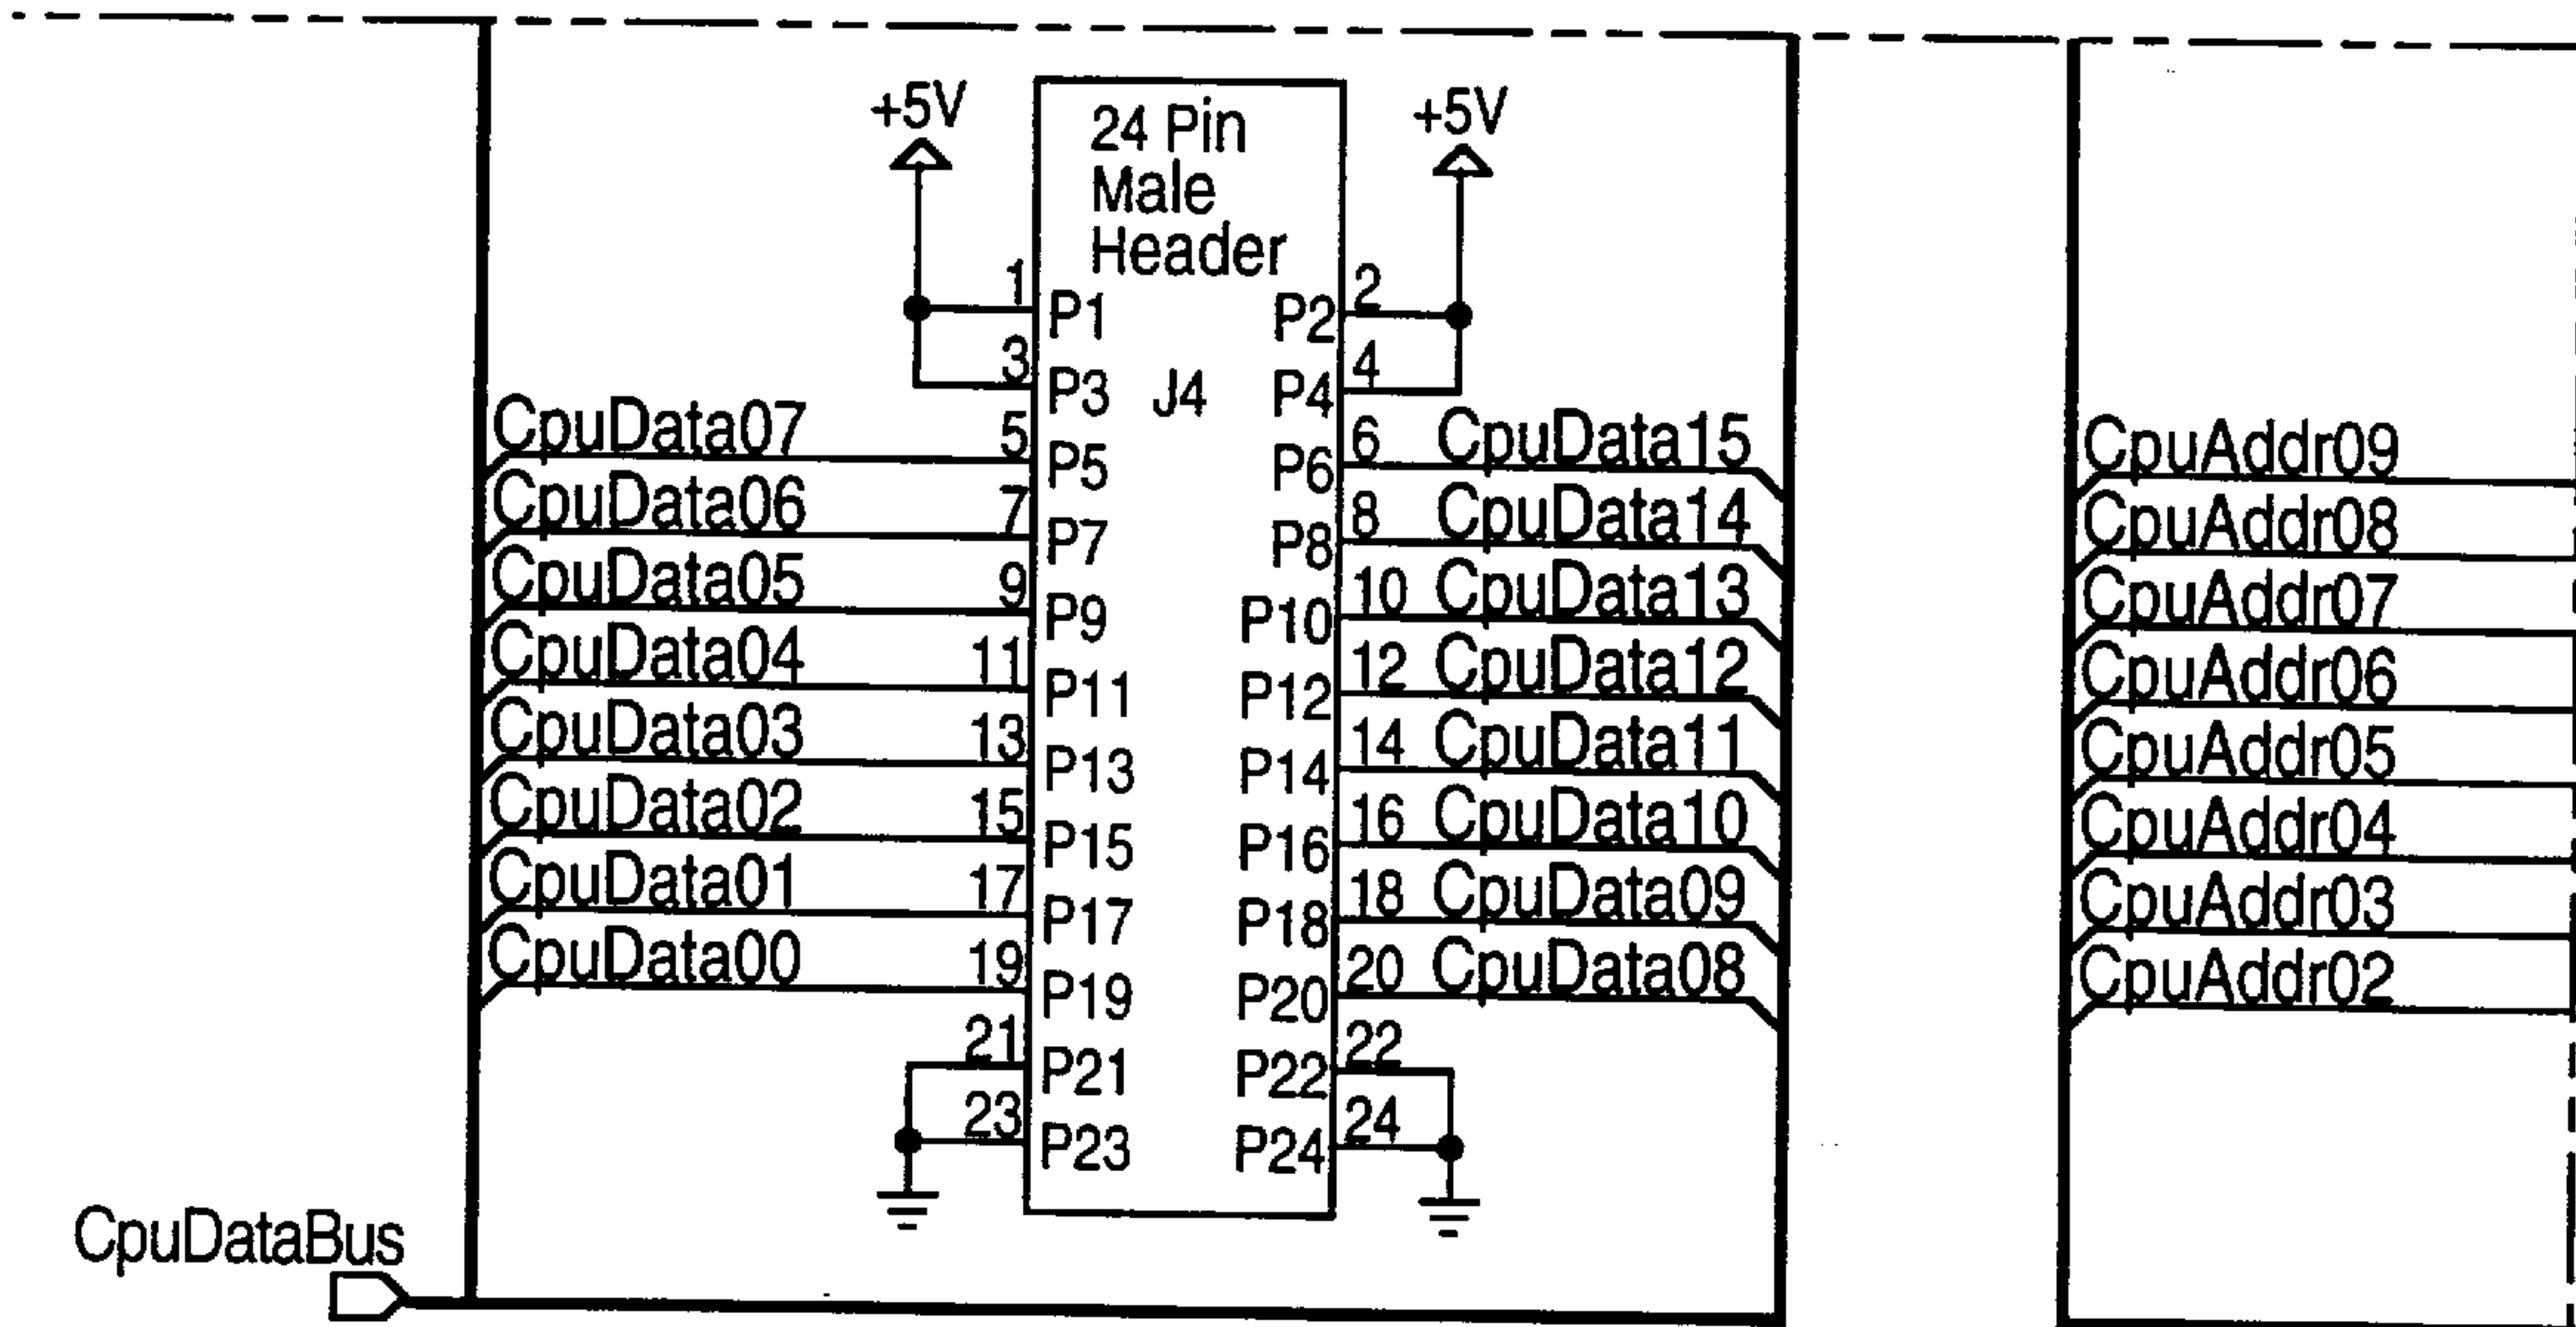 +5V
+5V
24 Pin
Male
Header
J4
1 P1 P2 2
3 P3 P4 4
CpuData07 5 P5 P6 6 CpuData15
CpuData06 7 P7 P8 8 CpuData14
CpuData05 9 P9 P10 10 CpuData13
CpuData04 11 P11 P12 12 CpuData12
CpuData03 13 P13 P14 14 CpuData11
CpuData02 15 P15 P16 16 CpuData10
CpuData01 17 P17 P18 18 CpuData09
CpuData00 19 P19 P20 20 CpuData08
21 P21 P22 22
23 P23 P24 24
CpuDataBus
CpuAddr09
CpuAddr08
CpuAddr07
CpuAddr06
CpuAddr05
CpuAddr04
CpuAddr03
CpuAddr02